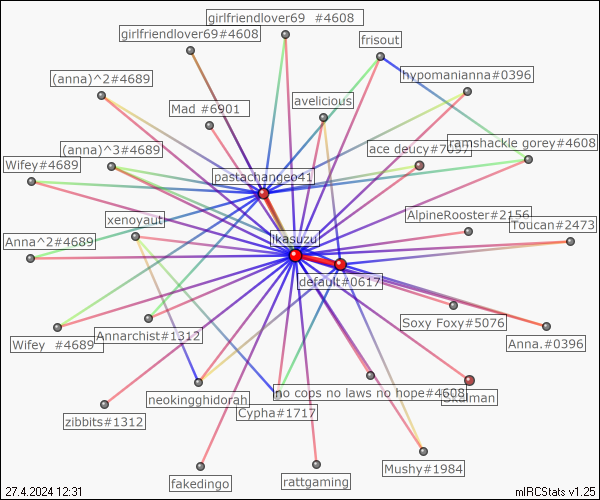 girlfriendlover69  #4608
girlfriendlover69#4608
frisout
(anna)^2#4689
hypomanianna#0396
avelicious
Mad #6901
(anna)^3#4689
ace deucy#7097
ramshackle gorey#4608
Wifey#4689
pastachangeo41
xenoyaut
AlpineRooster#2156
Toucan#2473
Anna^2#4689
ikasuzu
default#0617
Soxy Foxy#5076
Wifey  #4689
Annarchist#1312
Anna.#0396
no cops no laws no hope#4608
neokingghidorah
Cypha#1717
zibbits#1312
Mushy#1984
fakedingo
rattgaming
27.4.2024 12:31
mIRCStats v1.25